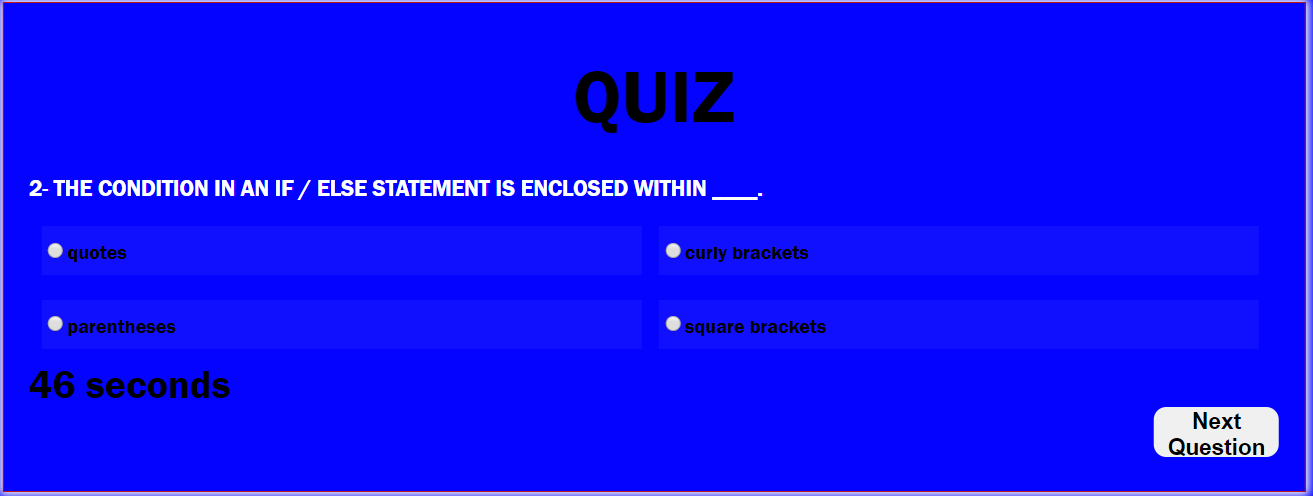 QUIZ
2- THE CONDITION IN AN IF / ELSE STATEMENT IS ENCLOSED WITHIN ____.
quotes
curly brackets
parentheses
square brackets
46 seconds
Next
Question